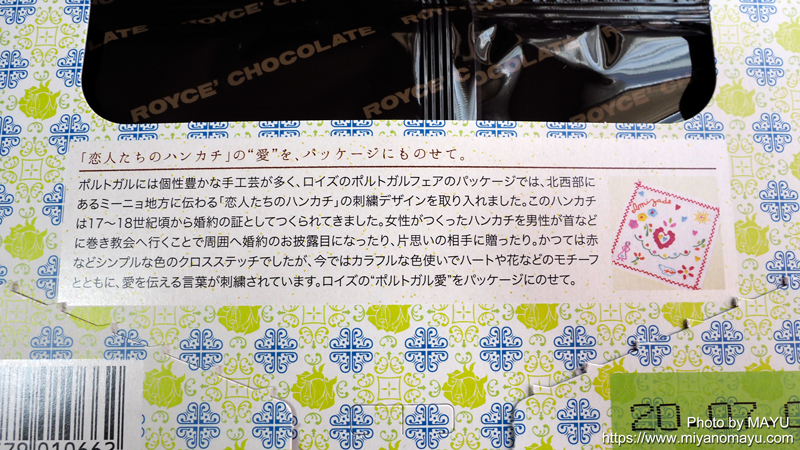 ROYCE' CHOCOLATE
ROYCE' CHOCOLATE
「恋人たちのハンカチ」の“愛”を、パッケージにものせて。
ポルトガルには個性豊かな手工芸が多く、ロイズのポルトガルフェアのパッケージでは、北西部に
あるミーニョ地方に伝わる「恋人たちのハンカチ」の刺繍デザインを取り入れました。このハンカチ
は17〜18世紀頃から婚約の証としてつくられてきました。女性がつくったハンカチを男性が首など
に巻き教会へ行くことで周囲へ婚約のお披露目になったり、片思いの相手に贈ったり。かつては赤
などシンプルな色のクロスステッチでしたが、今ではカラフルな色使いでハートや花などのモチーフ
とともに、愛を伝える言葉が刺繍されています。ロイズの“ポルトガル愛”をパッケージにのせて。
Amizade
010662
20 07
Photo by MAYU
https://www.miyanomayu.com